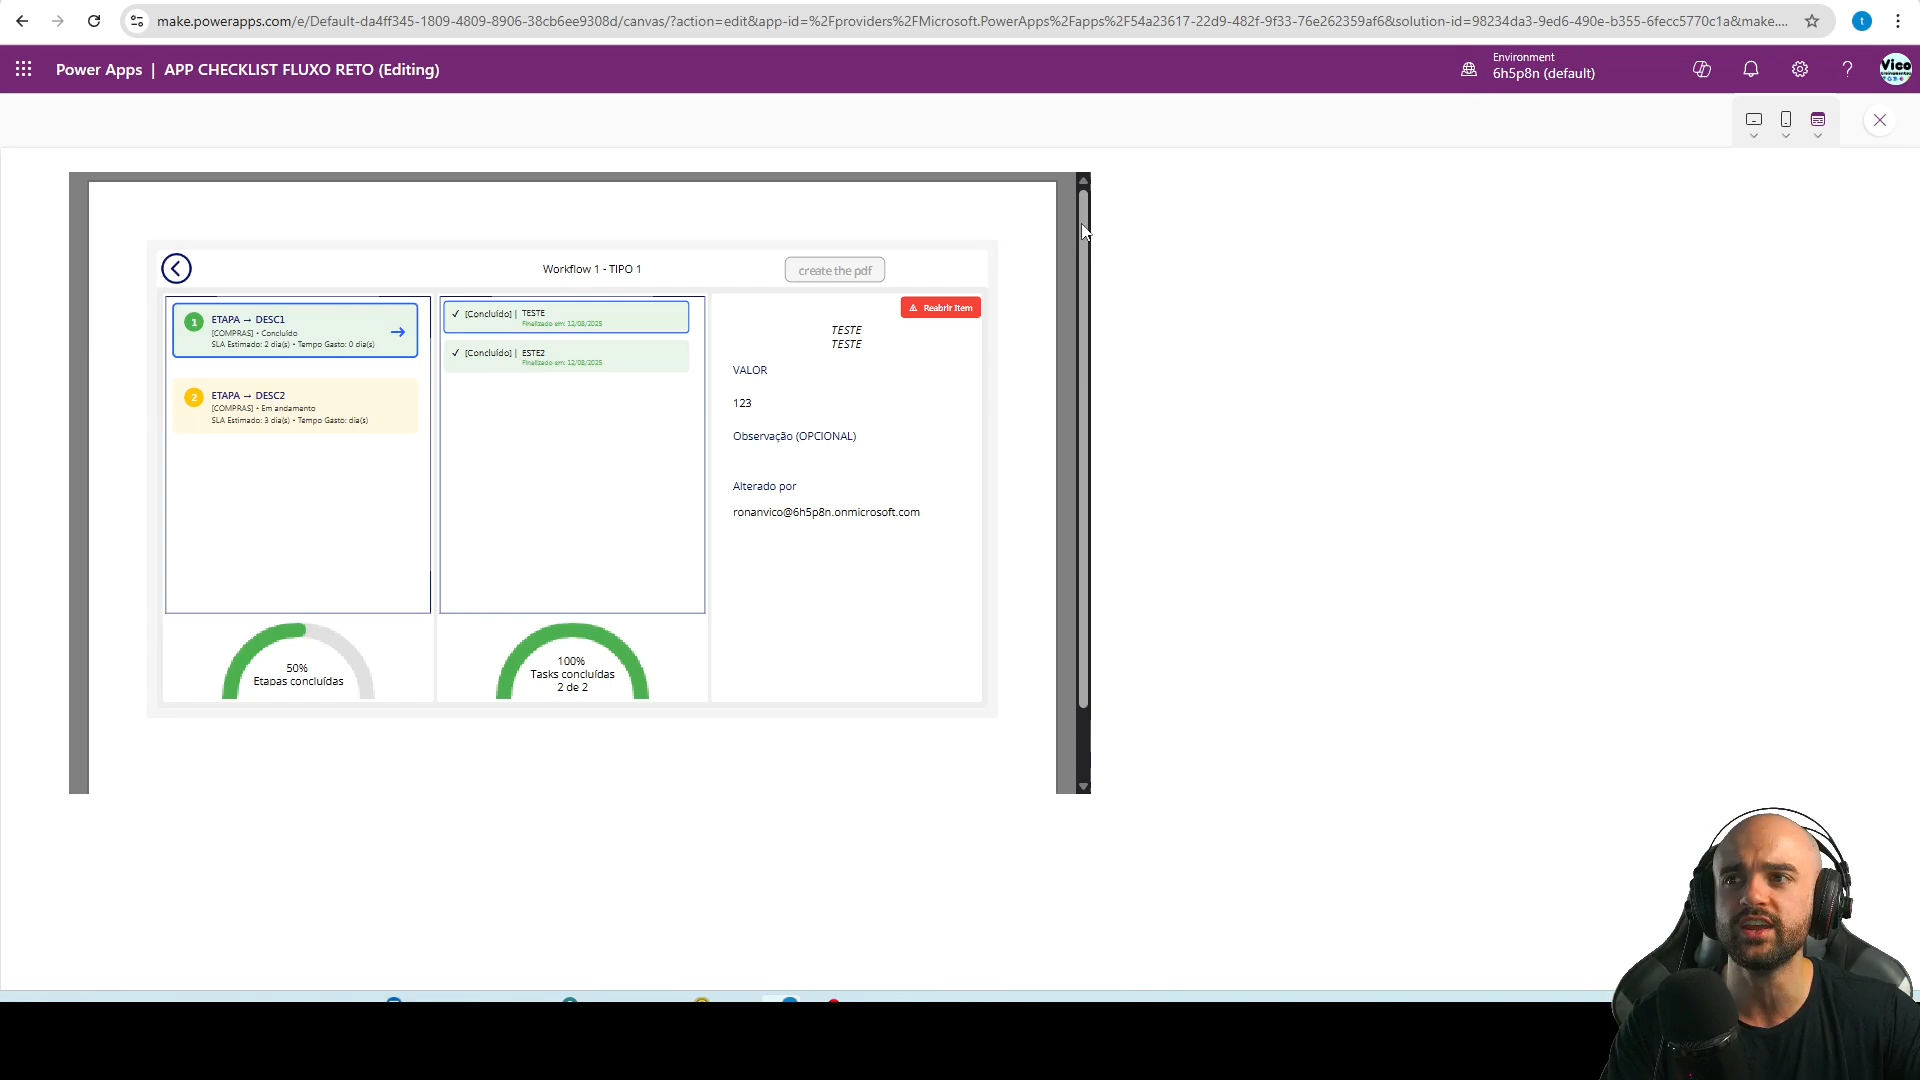 make.powerapps.com/e/Default-da4ff345-1809-4809-8906-38cb6ee9308d/canvas/?action=edit&app-id=%2Fproviders%2FMicrosoft.PowerApps%2Fapps%2F54a23617-22d9-482f-9f33-76e262359af6&solution-id=98234da3-9ed6-490e-b355-6fecc5770c1a&make....
t
Power Apps | APP CHECKLIST FLUXO RETO (Editing)
Environment
6h5p8n (default)
Vico
Workflow 1 - TIPO 1
create the pdf
1
ETAPA → DESC1
[COMPRAS] • Concluído
SLA Estimado: 2 dia(s) • Tempo Gasto: 0 dia(s)
2
ETAPA → DESC2
[COMPRAS] • Em andamento
SLA Estimado: 3 dia(s) • Tempo Gasto: dia(s)
✓ [Concluído] | TESTE
Finalizado em: 12/08/2025
✓ [Concluído] | ESTE2
Finalizado em: 12/08/2025
Reabrir Item
TESTE
TESTE
VALOR
123
Observação (OPCIONAL)
Alterado por
ronanvico@6h5p8n.onmicrosoft.com
50%
Etapas concluídas
100%
Tasks concluídas
2 de 2